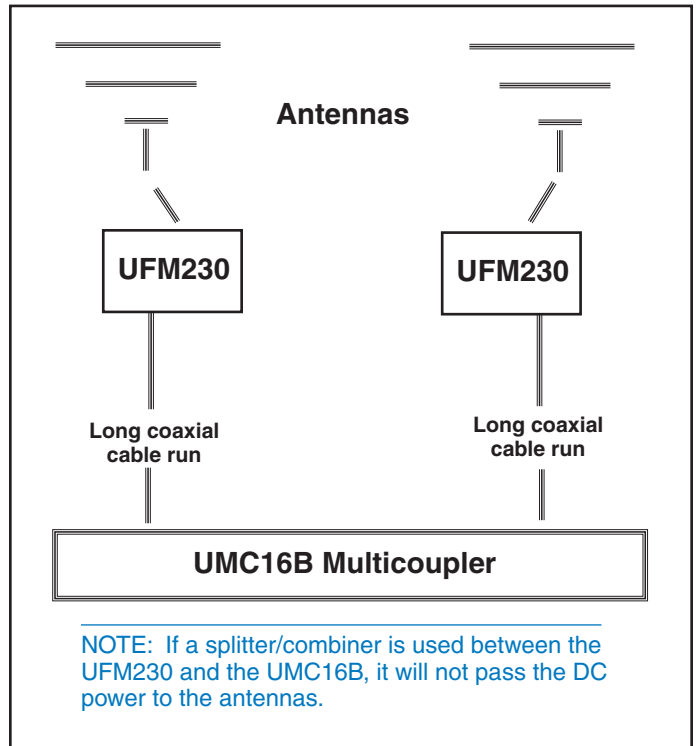 Antennas
UFM230
UFM230
Long coaxial
cable run
Long coaxial
cable run
UMC16B Multicoupler
NOTE:  If a splitter/combiner is used between the
UFM230 and the UMC16B, it will not pass the DC
power to the antennas.